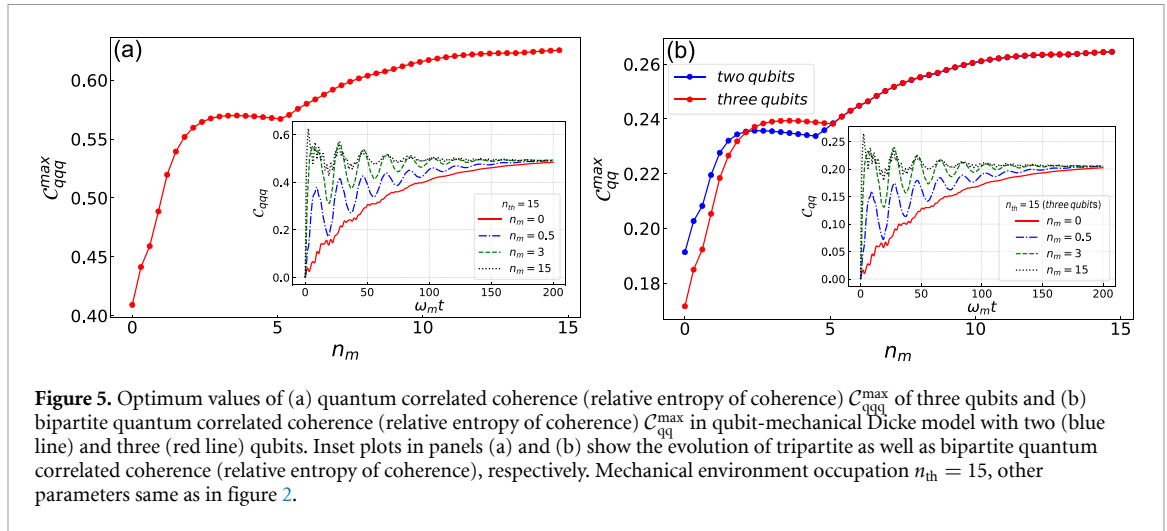 (a)
0.60
0.55
0.50
0.45
0.40
C_qqq^max
0 5 10 15
n_m
0.6
0.4
0.2
0.0
C_qqq
n_th = 15
n_m = 0
n_m = 0.5
n_m = 3
n_m = 15
0 50 100 150 200
ω_m t
(b)
two qubits
three qubits
0.26
0.24
0.22
0.20
0.18
C_qq^max
0 5 10 15
n_m
0.25
0.20
0.15
0.10
0.05
0.00
C_qq
n_th = 15 (three qubits)
n_m = 0
n_m = 0.5
n_m = 3
n_m = 15
0 50 100 150 200
ω_m t
Figure 5. Optimum values of (a) quantum correlated coherence (relative entropy of coherence) C_qqq^max of three qubits and (b)
bipartite quantum correlated coherence (relative entropy of coherence) C_qq^max in qubit-mechanical Dicke model with two (blue
line) and three (red line) qubits. Inset plots in panels (a) and (b) show the evolution of tripartite as well as bipartite quantum
correlated coherence (relative entropy of coherence), respectively. Mechanical environment occupation n_th = 15, other
parameters same as in figure 2.